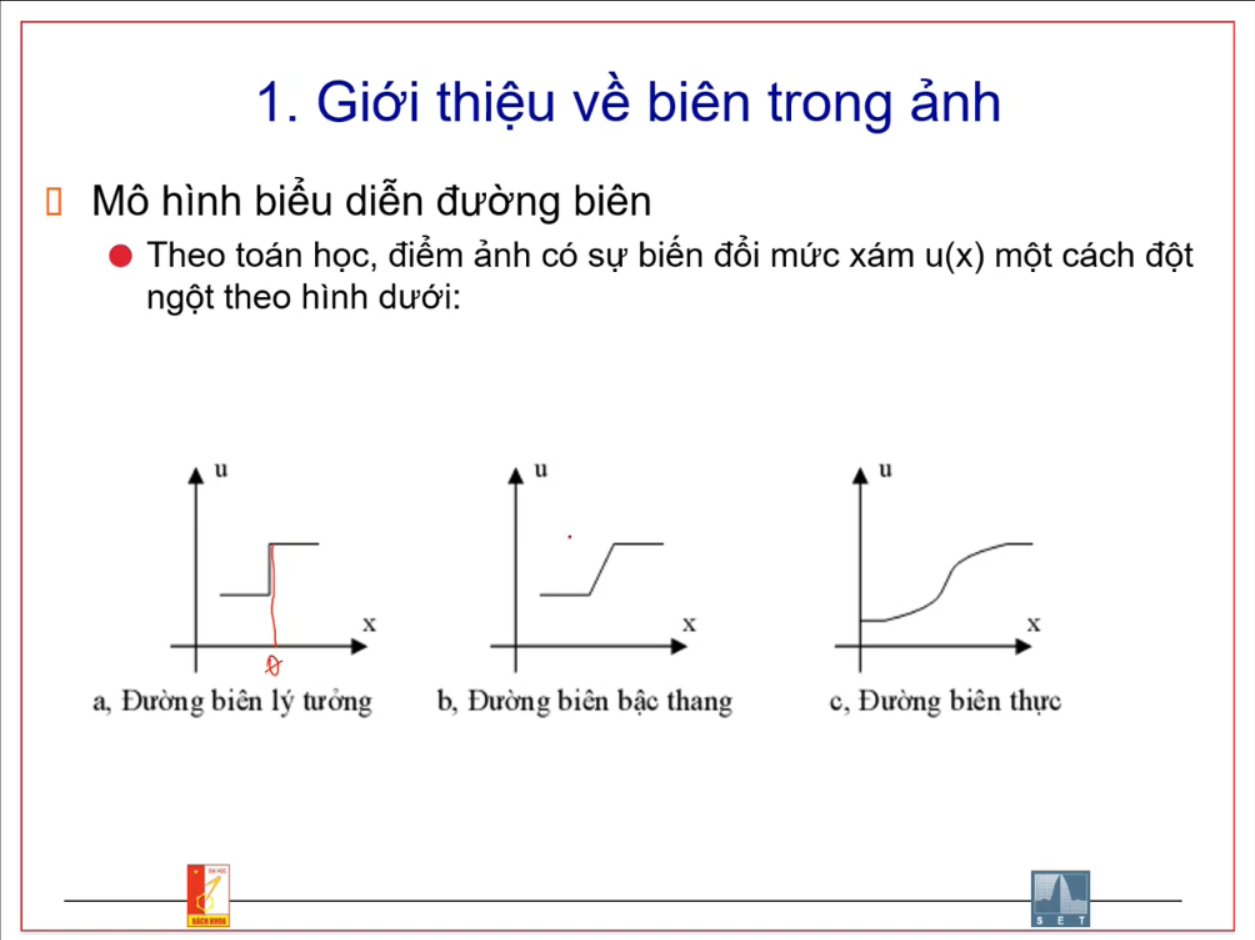 1. Giới thiệu về biên trong ảnh
Mô hình biểu diễn đường biên
Theo toán học, điểm ảnh có sự biến đổi mức xám u(x) một cách đột
ngột theo hình dưới:
u
x
a, Đường biên lý tưởng
u
x
b, Đường biên bậc thang
u
x
c, Đường biên thực
ĐẠI HỌC
BÁCH KHOA
S E T